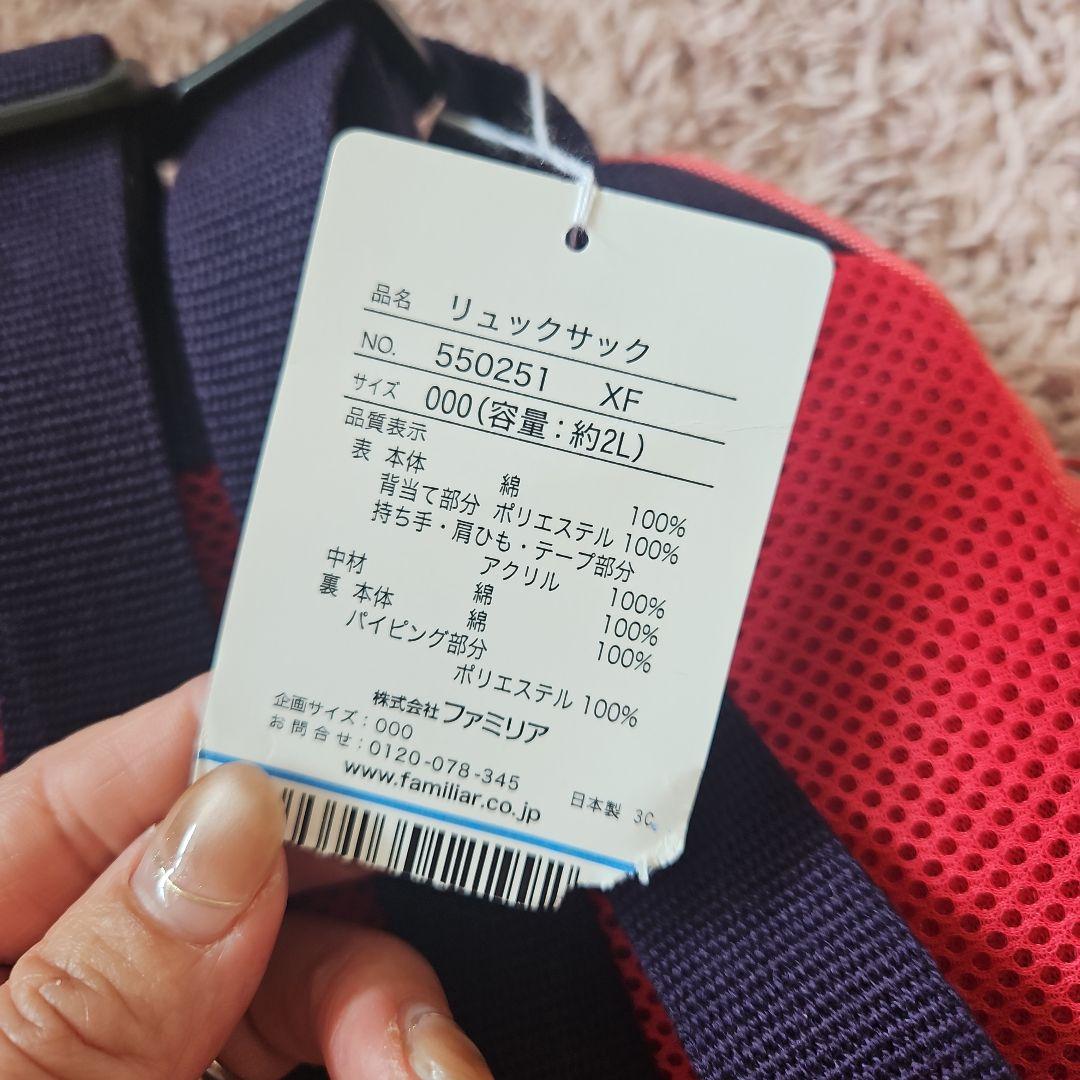 品名 リュックサック
NO. 550251 XF
サイズ 000(容量:約2L)
品質表示
表 本体 綿 100%
背当て部分 ポリエステル 100%
持ち手・肩ひも・テープ部分
アクリル 100%
中材 綿 100%
裏 本体 綿 100%
パイピング部分
ポリエステル 100%
株式会社 ファミリア
企画サイズ:000
お問合せ:0120-078-345
www.familiar.co.jp
日本製